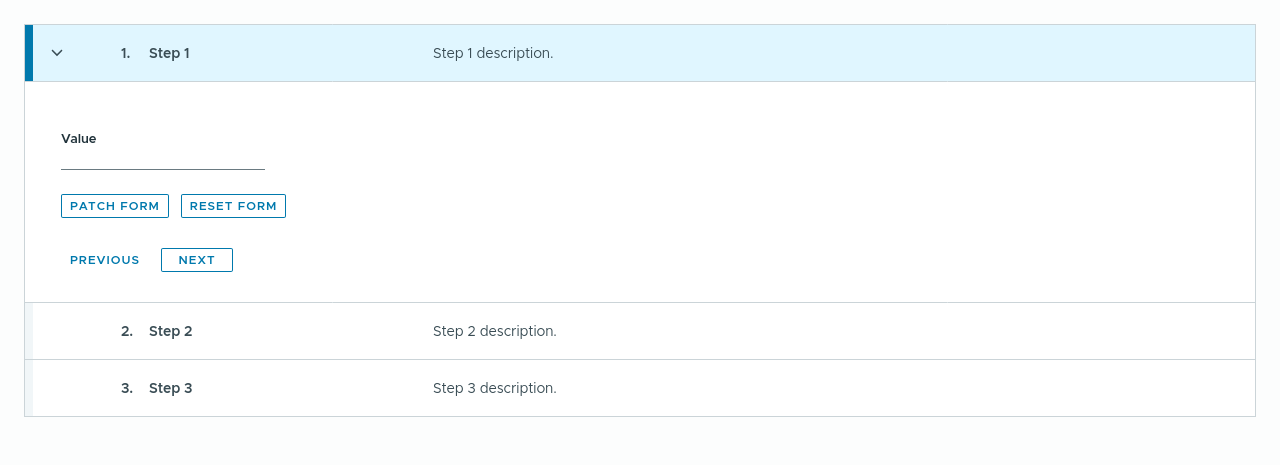 1. Step 1 Step 1 description.
Value
PATCH FORM RESET FORM
PREVIOUS NEXT
2. Step 2 Step 2 description.
3. Step 3 Step 3 description.